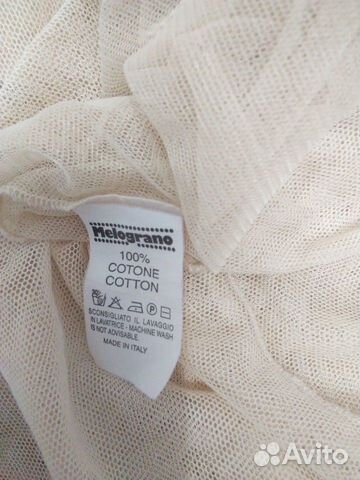 Melograno
100%
COTONE
COTTON
P
SCONSIGLIATO IL LAVAGGIO
IN LAVATRICE - MACHINE WASH
IS NOT ADVISABLE.
MADE IN ITALY
Avito